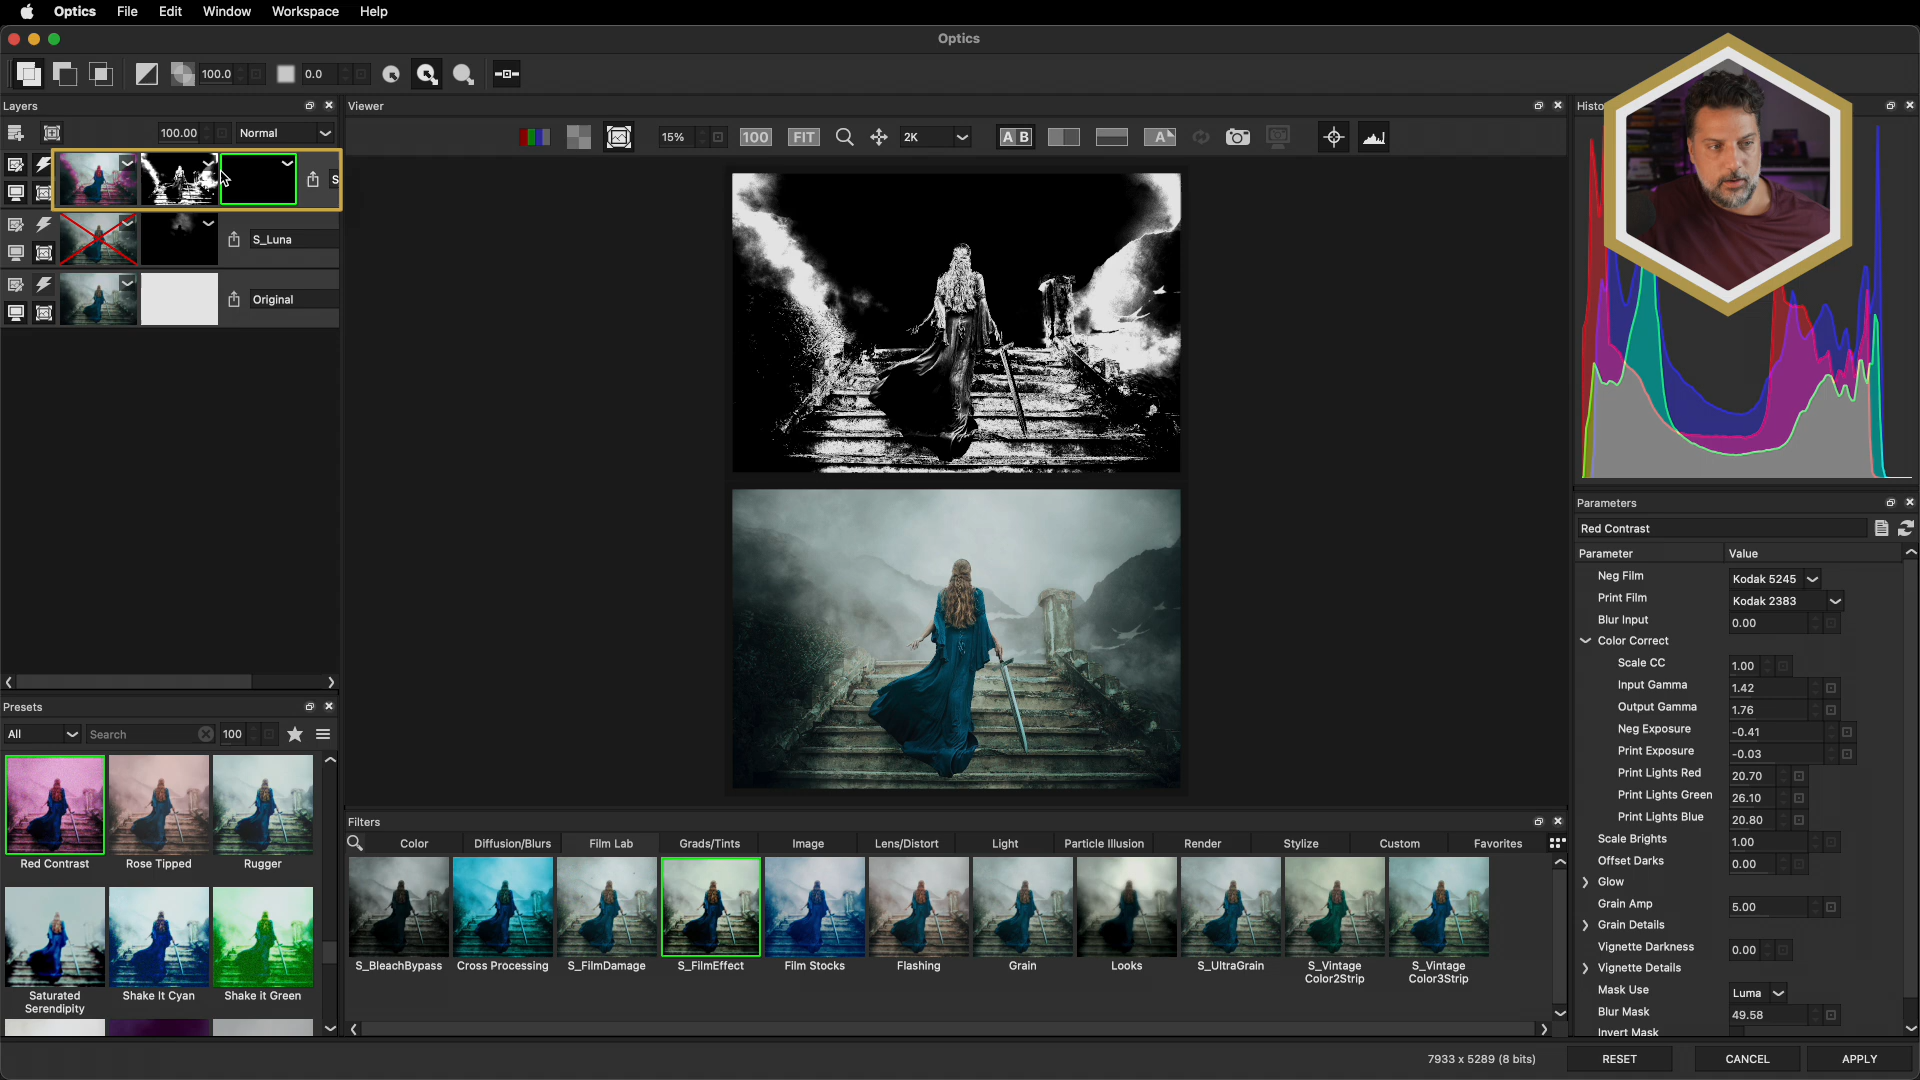 Optics File Edit Window Workspace Help
Optics
100.0 0.0
Layers
100.00 Normal
S
S_Luna
Original
Viewer
15% 100 FIT 2K A B A
Histo
Presets
All Search 100
Red Contrast Rose Tipped Rugger
Saturated Serendipity Shake It Cyan Shake it Green
Filters
Color Diffusion/Blurs Film Lab Grads/Tints Image Lens/Distort Light Particle Illusion Render Stylize Custom Favorites
S_BleachBypass Cross Processing S_FilmDamage S_FilmEffect Film Stocks Flashing Grain Looks S_UltraGrain S_Vintage Color2Strip S_Vintage Color3Strip
Parameters
Red Contrast
Parameter Value
Neg Film Kodak 5245
Print Film Kodak 2383
Blur Input 0.00
Color Correct
Scale CC 1.00
Input Gamma 1.42
Output Gamma 1.76
Neg Exposure -0.41
Print Exposure -0.03
Print Lights Red 20.70
Print Lights Green 26.10
Print Lights Blue 20.80
Scale Brights 1.00
Offset Darks 0.00
Glow
Grain Amp 5.00
Grain Details
Vignette Darkness 0.00
Vignette Details
Mask Use Luma
Blur Mask 49.58
Invert Mask
7933 x 5289 (8 bits) RESET CANCEL APPLY